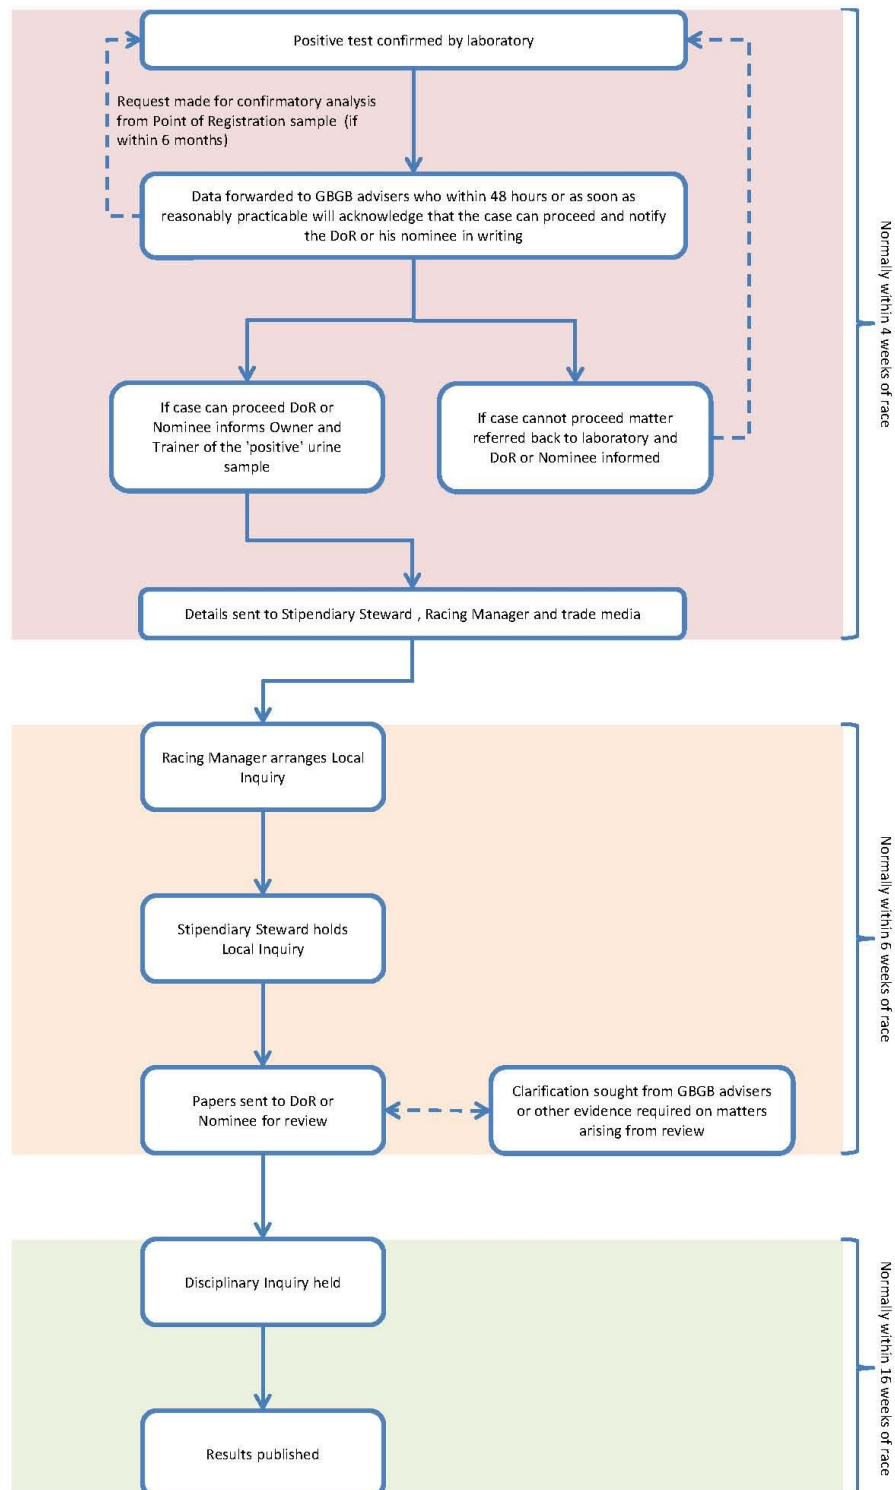 Positive test confirmed by laboratory
Request made for confirmatory analysis
from Point of Registration sample (if
within 6 months)
Data forwarded to GBGB advisers who within 48 hours or as soon as
reasonably practicable will acknowledge that the case can proceed and notify
the DoR or his nominee in writing
If case can proceed DoR or
Nominee informs Owner and
Trainer of the 'positive' urine
sample
If case cannot proceed matter
referred back to laboratory and
DoR or Nominee informed
Details sent to Stipendiary Steward , Racing Manager and trade media
Normally within 4 weeks of race
Racing Manager arranges Local
Inquiry
Stipendiary Steward holds
Local Inquiry
Papers sent to DoR or
Nominee for review
Clarification sought from GBGB advisers
or other evidence required on matters
arising from review
Normally within 6 weeks of race
Disciplinary Inquiry held
Results published
Normally within 16 weeks of race